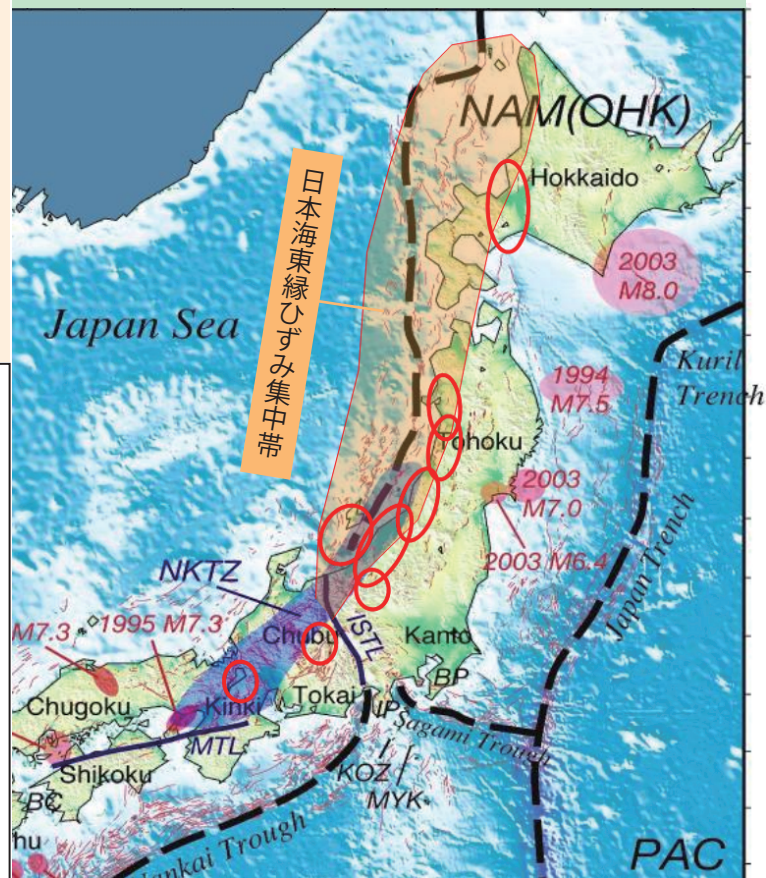 NAM(OHK)
Hokkaido
日本海東縁ひずみ集中帯
2003
M8.0
Japan Sea
Kuril
Trench
1994
M7.5
Tohoku
2003
M7.0
2003 M6.4
Japan Trench
NKTZ
ISTL
M7.3
1995 M7.3
Chubu
Kanto
BP
Chugoku
Kinki
Tokai
IP
Sagami Trough
MTL
Shikoku
KOZ
MYK
BC
hu
Nankai Trough
PAC